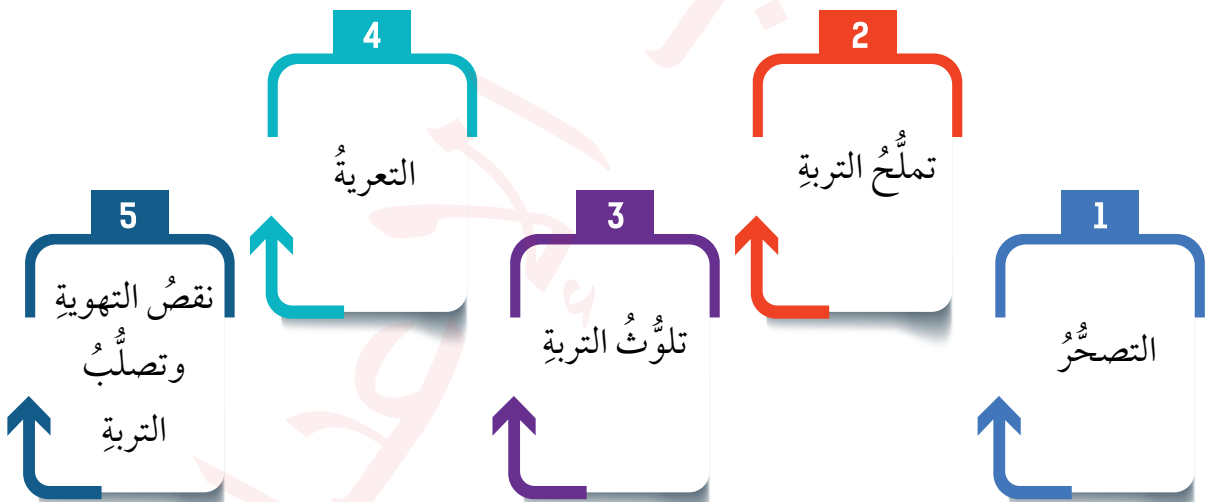 1
التصحُّرُ
2
تملُّحُ التربةِ
3
تلوُّثُ التربةِ
4
التعريةُ
5
نقصُ التهويةِ
وتصلُّبُ
التربةِ